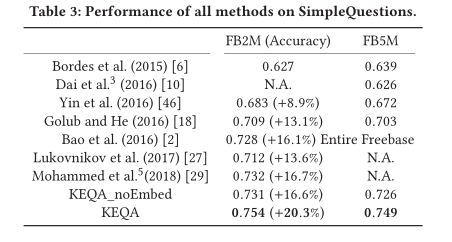 Table 3: Performance of all methods on SimpleQuestions.
FB2M (Accuracy) FB5M
Bordes et al. (2015) [6] 0.627 0.639
Dai et al.3 (2016) [10] N.A. 0.626
Yin et al. (2016) [46] 0.683 (+8.9%) 0.672
Golub and He (2016) [18] 0.709 (+13.1%) 0.703
Bao et al. (2016) [2] 0.728 (+16.1%) Entire Freebase
Lukovnikov et al. (2017) [27] 0.712 (+13.6%) N.A.
Mohammed et al.5(2018) [29] 0.732 (+16.7%) N.A.
KEQA_noEmbed 0.731 (+16.6%) 0.726
KEQA 0.754 (+20.3%) 0.749